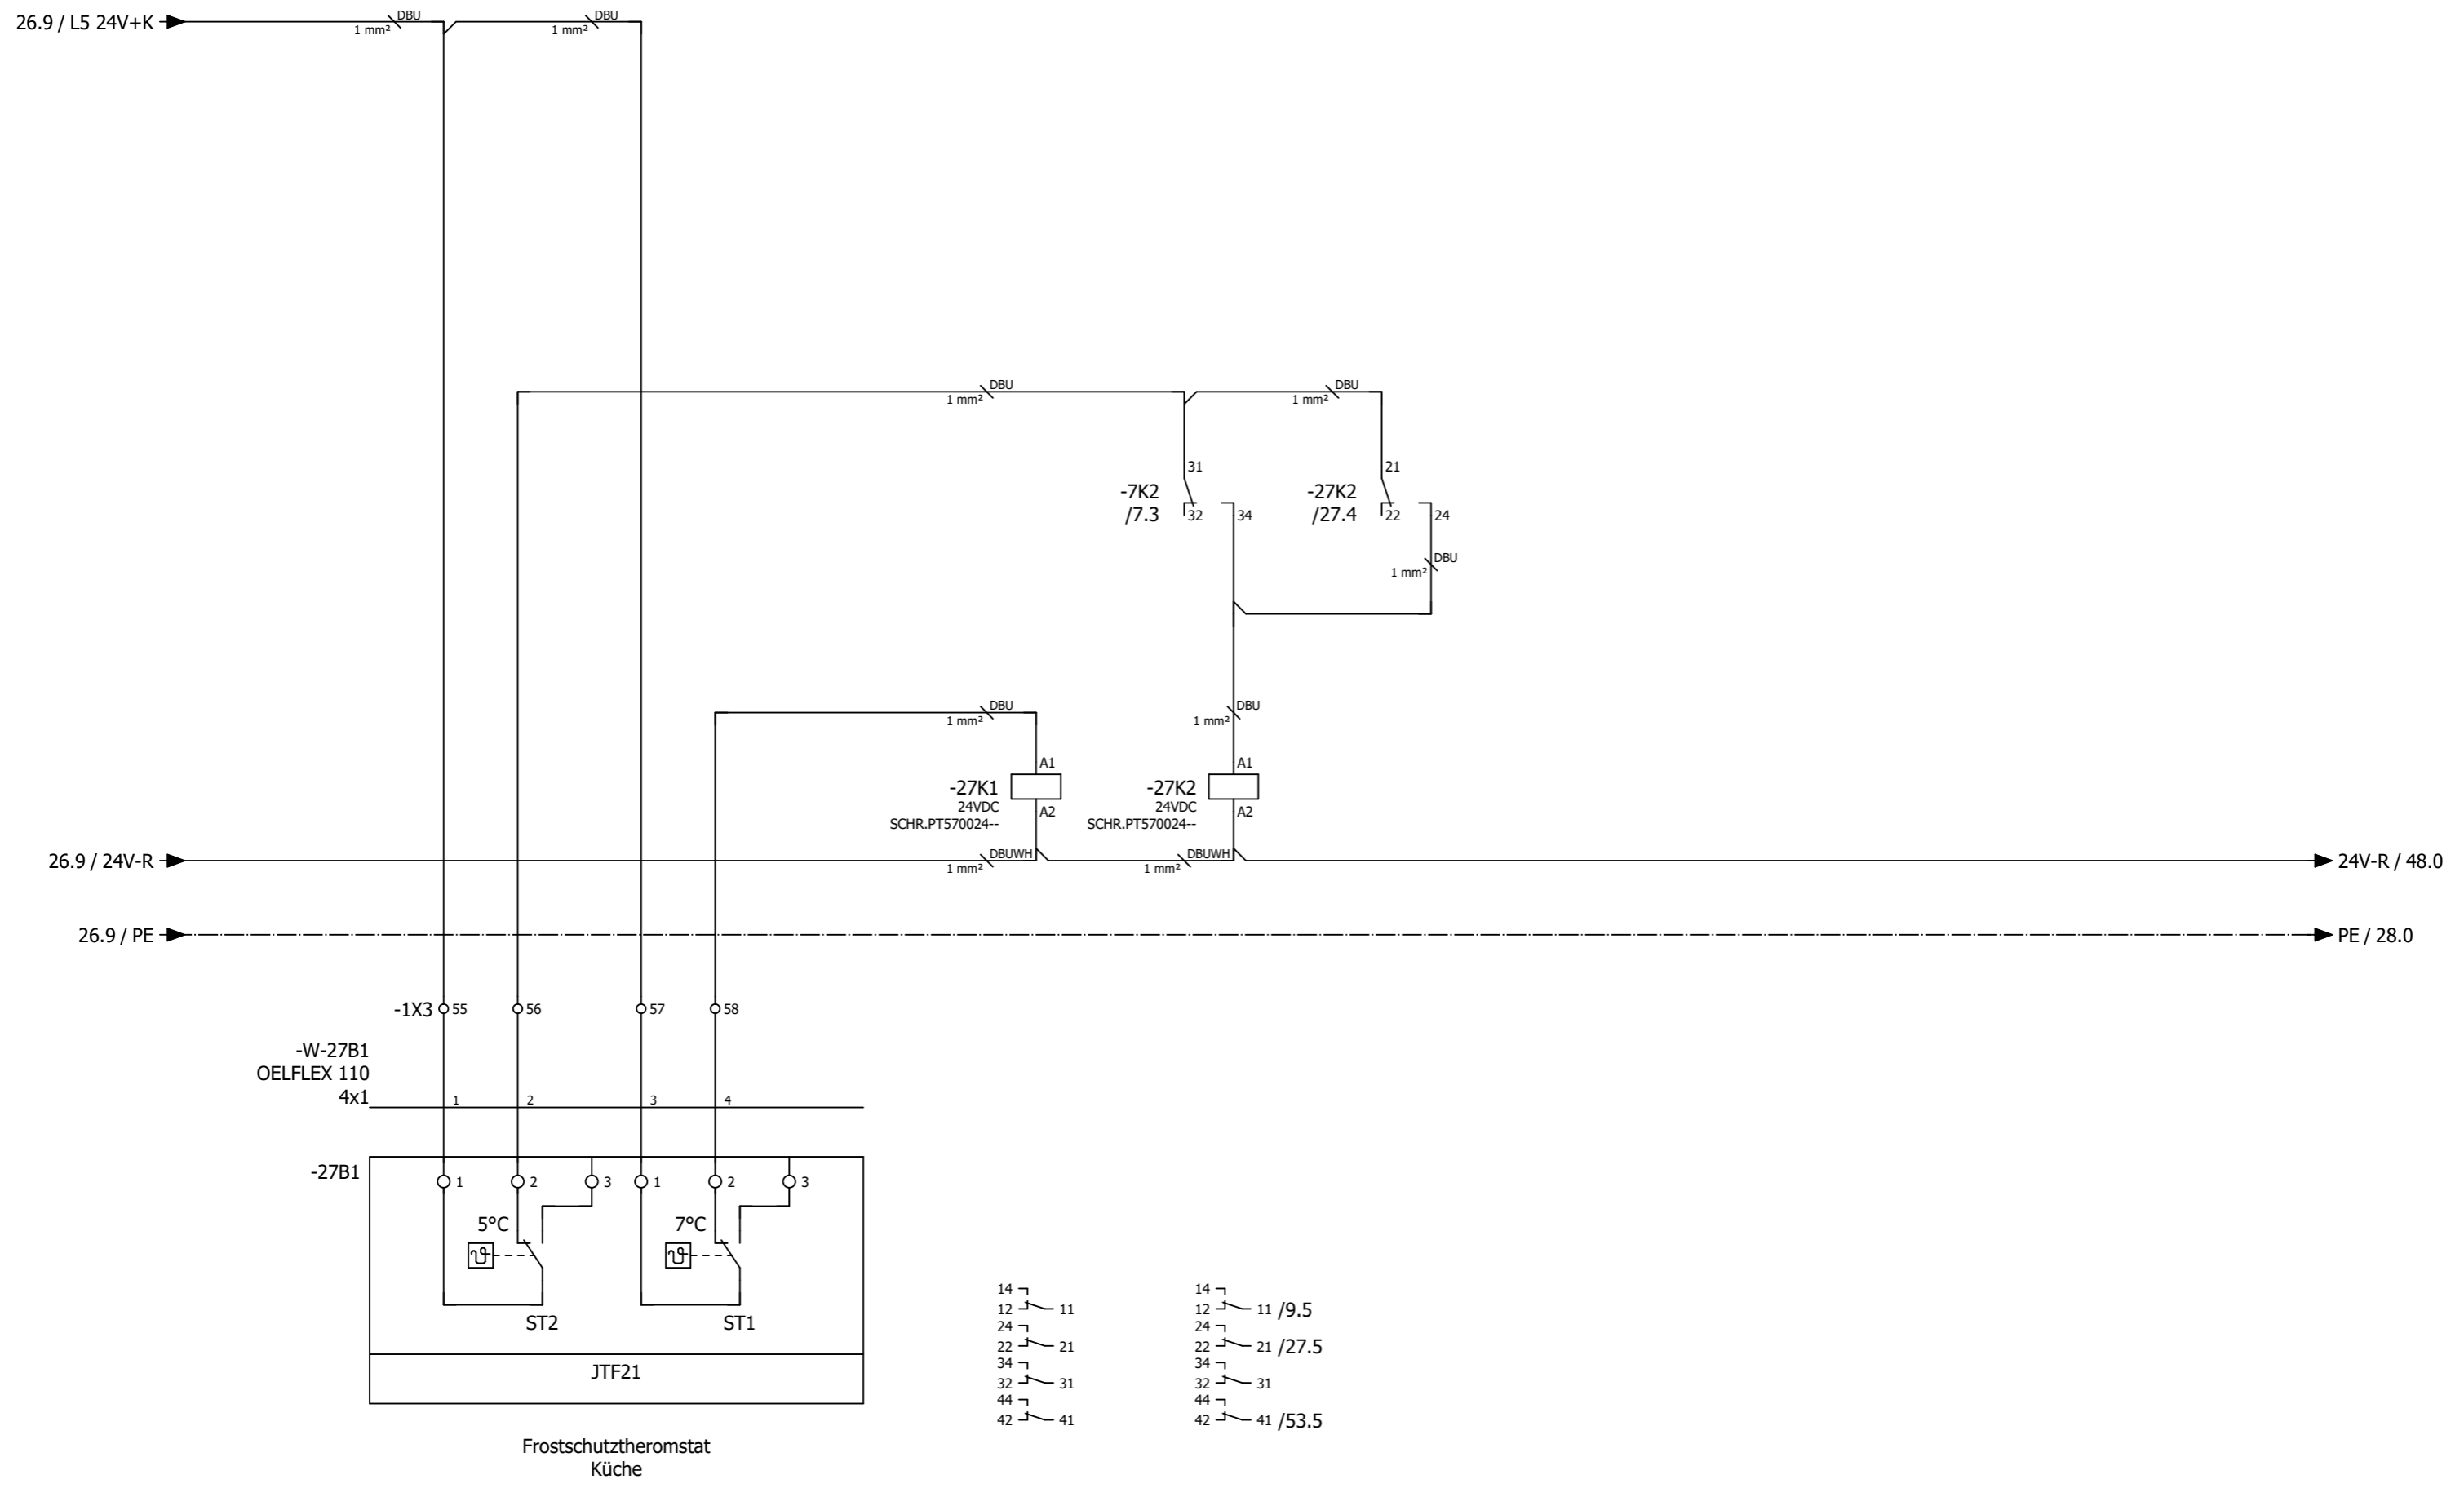 26.9 / L5 24V+K
DBU
1 mm²
DBU
1 mm²
DBU
1 mm²
DBU
1 mm²
31
21
-7K2
/7.3
32
34
-27K2
/27.4
22
24
DBU
1 mm²
DBU
1 mm²
DBU
1 mm²
A1
-27K1
24VDC
SCHR.PT570024--
A2
A1
-27K2
24VDC
SCHR.PT570024--
A2
26.9 / 24V-R
DBUWH
1 mm²
DBUWH
1 mm²
24V-R / 48.0
26.9 / PE
PE / 28.0
-1X3
55
56
57
58
-W-27B1
OELFLEX 110
4x1
1
2
3
4
-27B1
1
2
3
1
2
3
5°C
7°C
ϑ
ϑ
ST2
ST1
JTF21
Frostschutztheromstat
Küche
14
12 11
24
22 21
34
32 31
44
42 41
14
12 11 /9.5
24
22 21 /27.5
34
32 31
44
42 41 /53.5